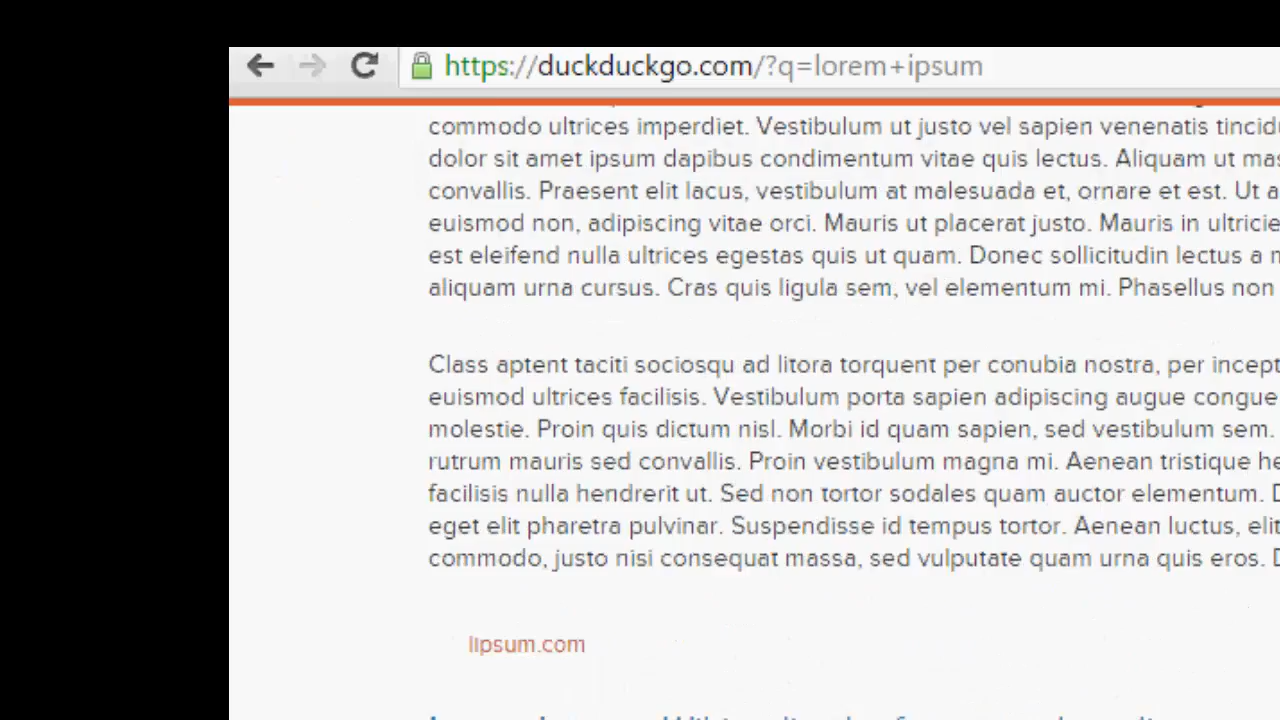 https://duckduckgo.com/?q=lorem+ipsum
commodo ultrices imperdiet. Vestibulum ut justo vel sapien venenatis
dolor sit amet ipsum dapibus condimentum vitae quis lectus. Aliquam ut
convallis. Praesent elit lacus, vestibulum at malesuada et, ornare et est. Ut
euismod non, adipiscing vitae orci. Mauris ut placerat justo. Mauris in
est eleifend nulla ultrices egestas quis ut quam. Donec sollicitudin lectus a
aliquam urna cursus. Cras quis ligula sem, vel elementum mi. Phasellus non
Class aptent taciti sociosqu ad litora torquent per conubia nostra, per
euismod ultrices facilisis. Vestibulum porta sapien adipiscing augue congue
molestie. Proin quis dictum nisl. Morbi id quam sapien, sed vestibulum sem.
rutrum mauris sed convallis. Proin vestibulum magna mi. Aenean tristique
facilisis nulla hendrerit ut. Sed non tortor sodales quam auctor elementum.
eget elit pharetra pulvinar. Suspendisse id tempus tortor. Aenean luctus,
commodo, justo nisi consequat massa, sed vulputate quam urna quis eros.
lipsum.com